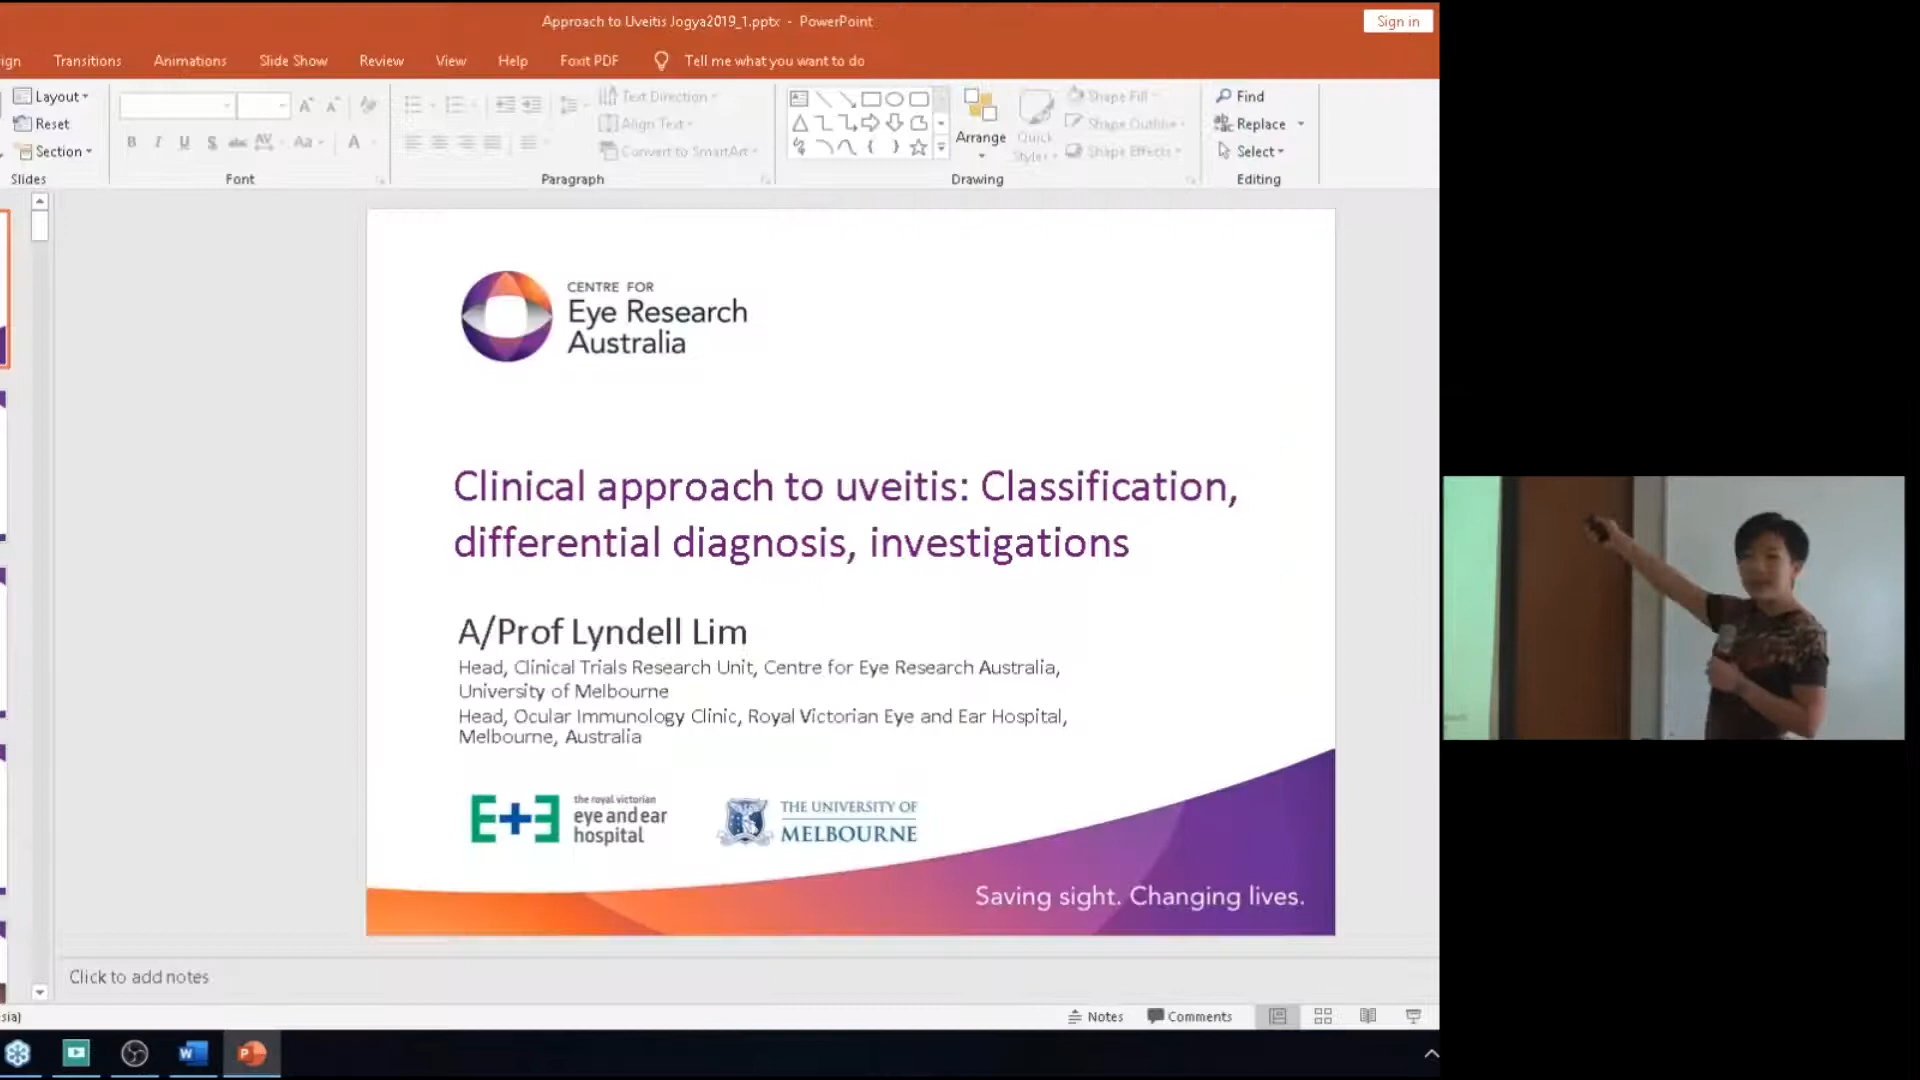 Approach to Uveitis Jogya2019_1.pptx - PowerPoint
Sign in
ign
Transitions
Animations
Slide Show
Review
View
Help
Foxit PDF
Tell me what you want to do
Layout
Reset
Section
Slides
Font
Text Direction
Align Text
Convert to SmartArt
Paragraph
Arrange
Quick
Styles
Shape Fill
Shape Outline
Shape Effects
Drawing
Find
Replace
Select
Editing
CENTRE FOR
Eye Research
Australia
Clinical approach to uveitis: Classification,
differential diagnosis, investigations
A/Prof Lyndell Lim
Head, Clinical Trials Research Unit, Centre for Eye Research Australia,
University of Melbourne
Head, Ocular Immunology Clinic, Royal Victorian Eye and Ear Hospital,
Melbourne, Australia
E+E
the royal victorian
eye and ear
hospital
THE UNIVERSITY OF
MELBOURNE
Saving sight. Changing lives.
Click to add notes
sia)
Notes
Comments